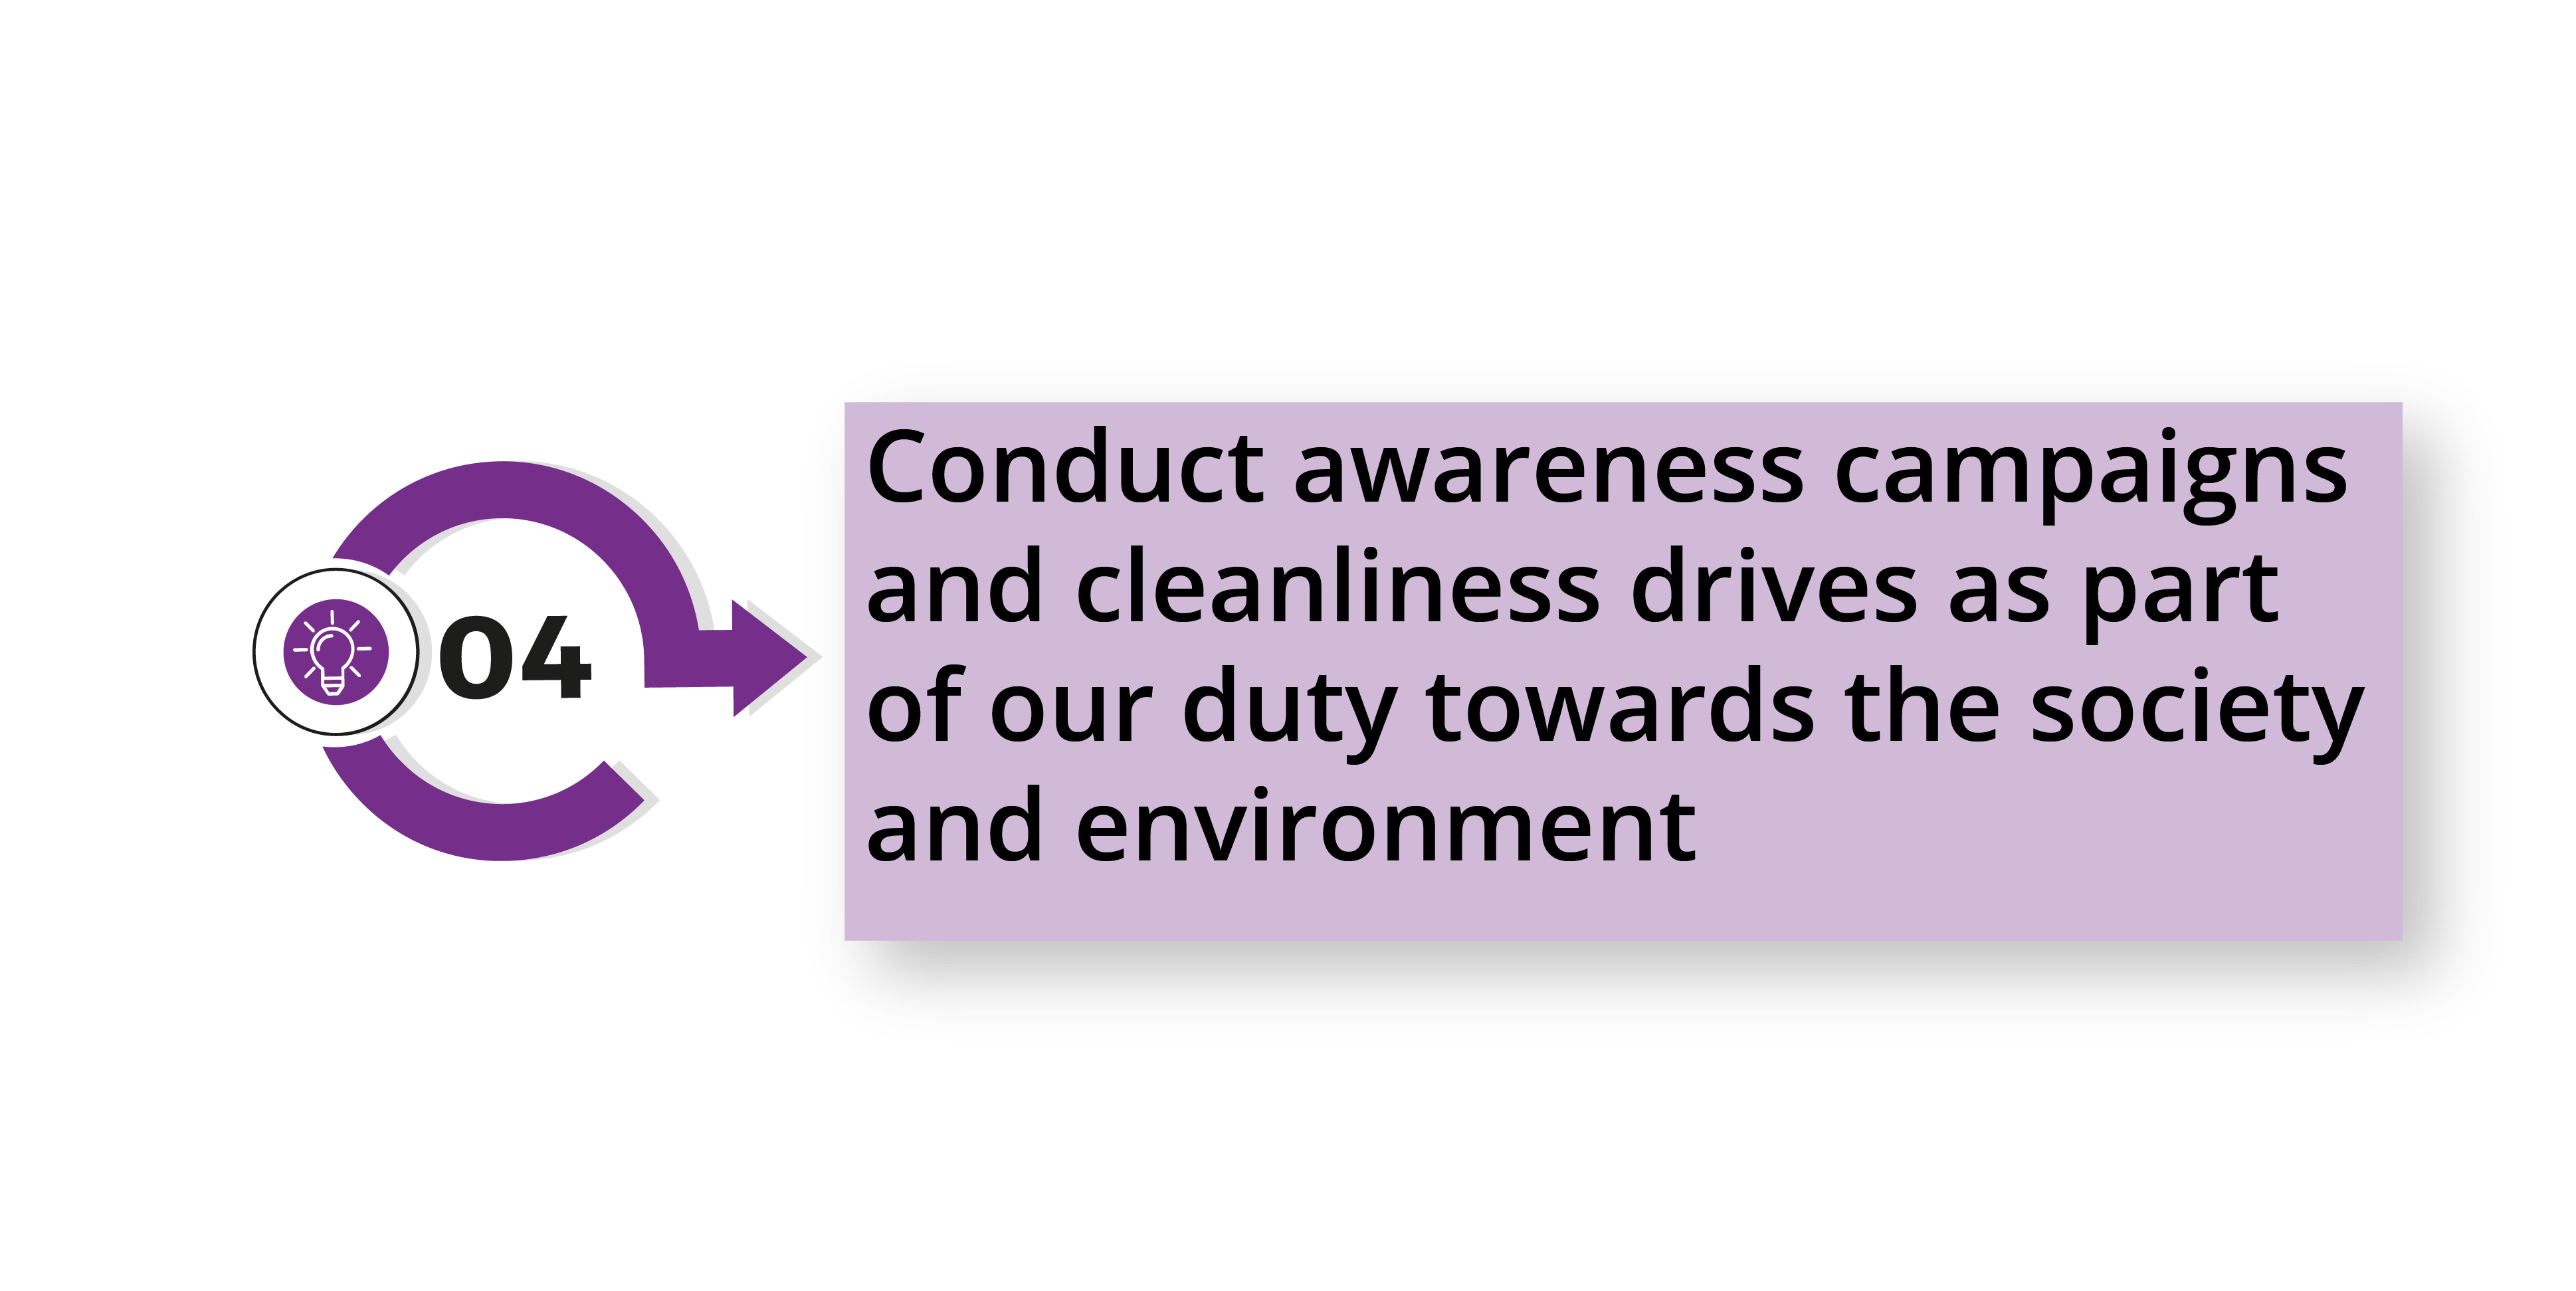 04
Conduct awareness campaigns
and cleanliness drives as part
of our duty towards the society
and environment